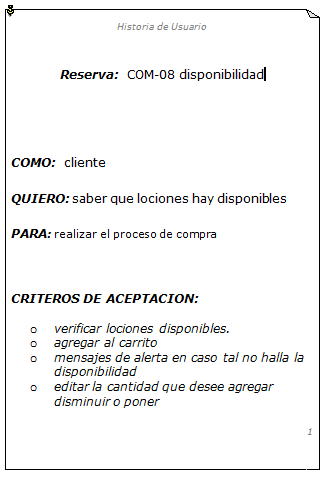 Historia de Usuario
Reserva: COM-08 disponibilidad
COMO: cliente
QUIERO: saber que lociones hay disponibles
PARA: realizar el proceso de compra
CRITEROS DE ACEPTACION:
o verificar lociones disponibles.
o agregar al carrito
o mensajes de alerta en caso tal no halla la
disponibilidad
o editar la cantidad que desee agregar
disminuir o poner
1